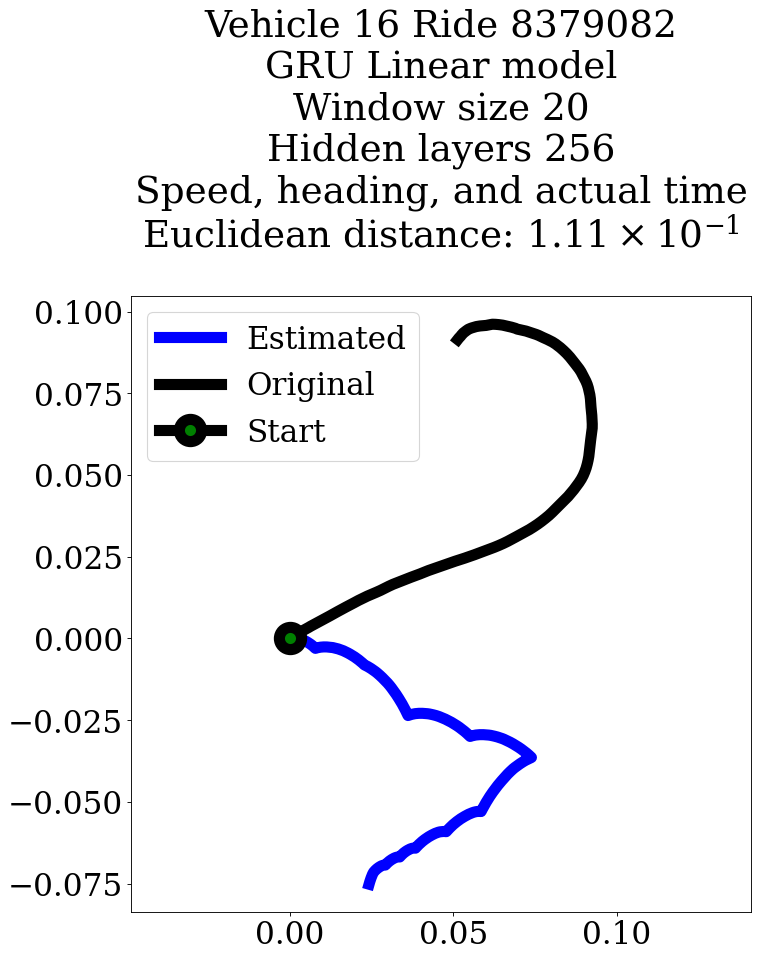 Vehicle 16 Ride 8379082
GRU Linear model
Window size 20
Hidden layers 256
Speed, heading, and actual time
Euclidean distance: 1.11 × 10⁻¹
Estimated
Original
Start
0.100
0.075
0.050
0.025
0.000
−0.025
−0.050
−0.075
0.00 0.05 0.10